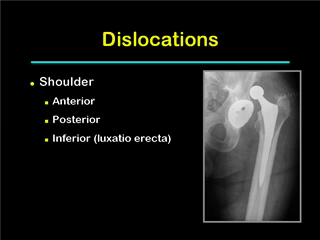 Dislocations
Shoulder
Anterior
Posterior
Inferior (luxatio erecta)